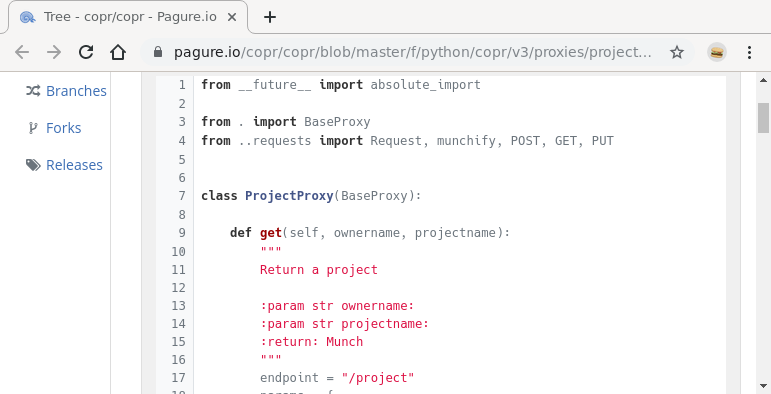 Tree - copr/copr - Pagure.io
pagure.io/copr/copr/blob/master/f/python/copr/v3/proxies/project...
Branches
Forks
Releases
1 from __future__ import absolute_import
2
3 from . import BaseProxy
4 from ..requests import Request, munchify, POST, GET, PUT
5
6
7 class ProjectProxy(BaseProxy):
8
9 def get(self, ownername, projectname):
10 """
11 Return a project
12
13 :param str ownername:
14 :param str projectname:
15 :return: Munch
16 """
17 endpoint = "/project"